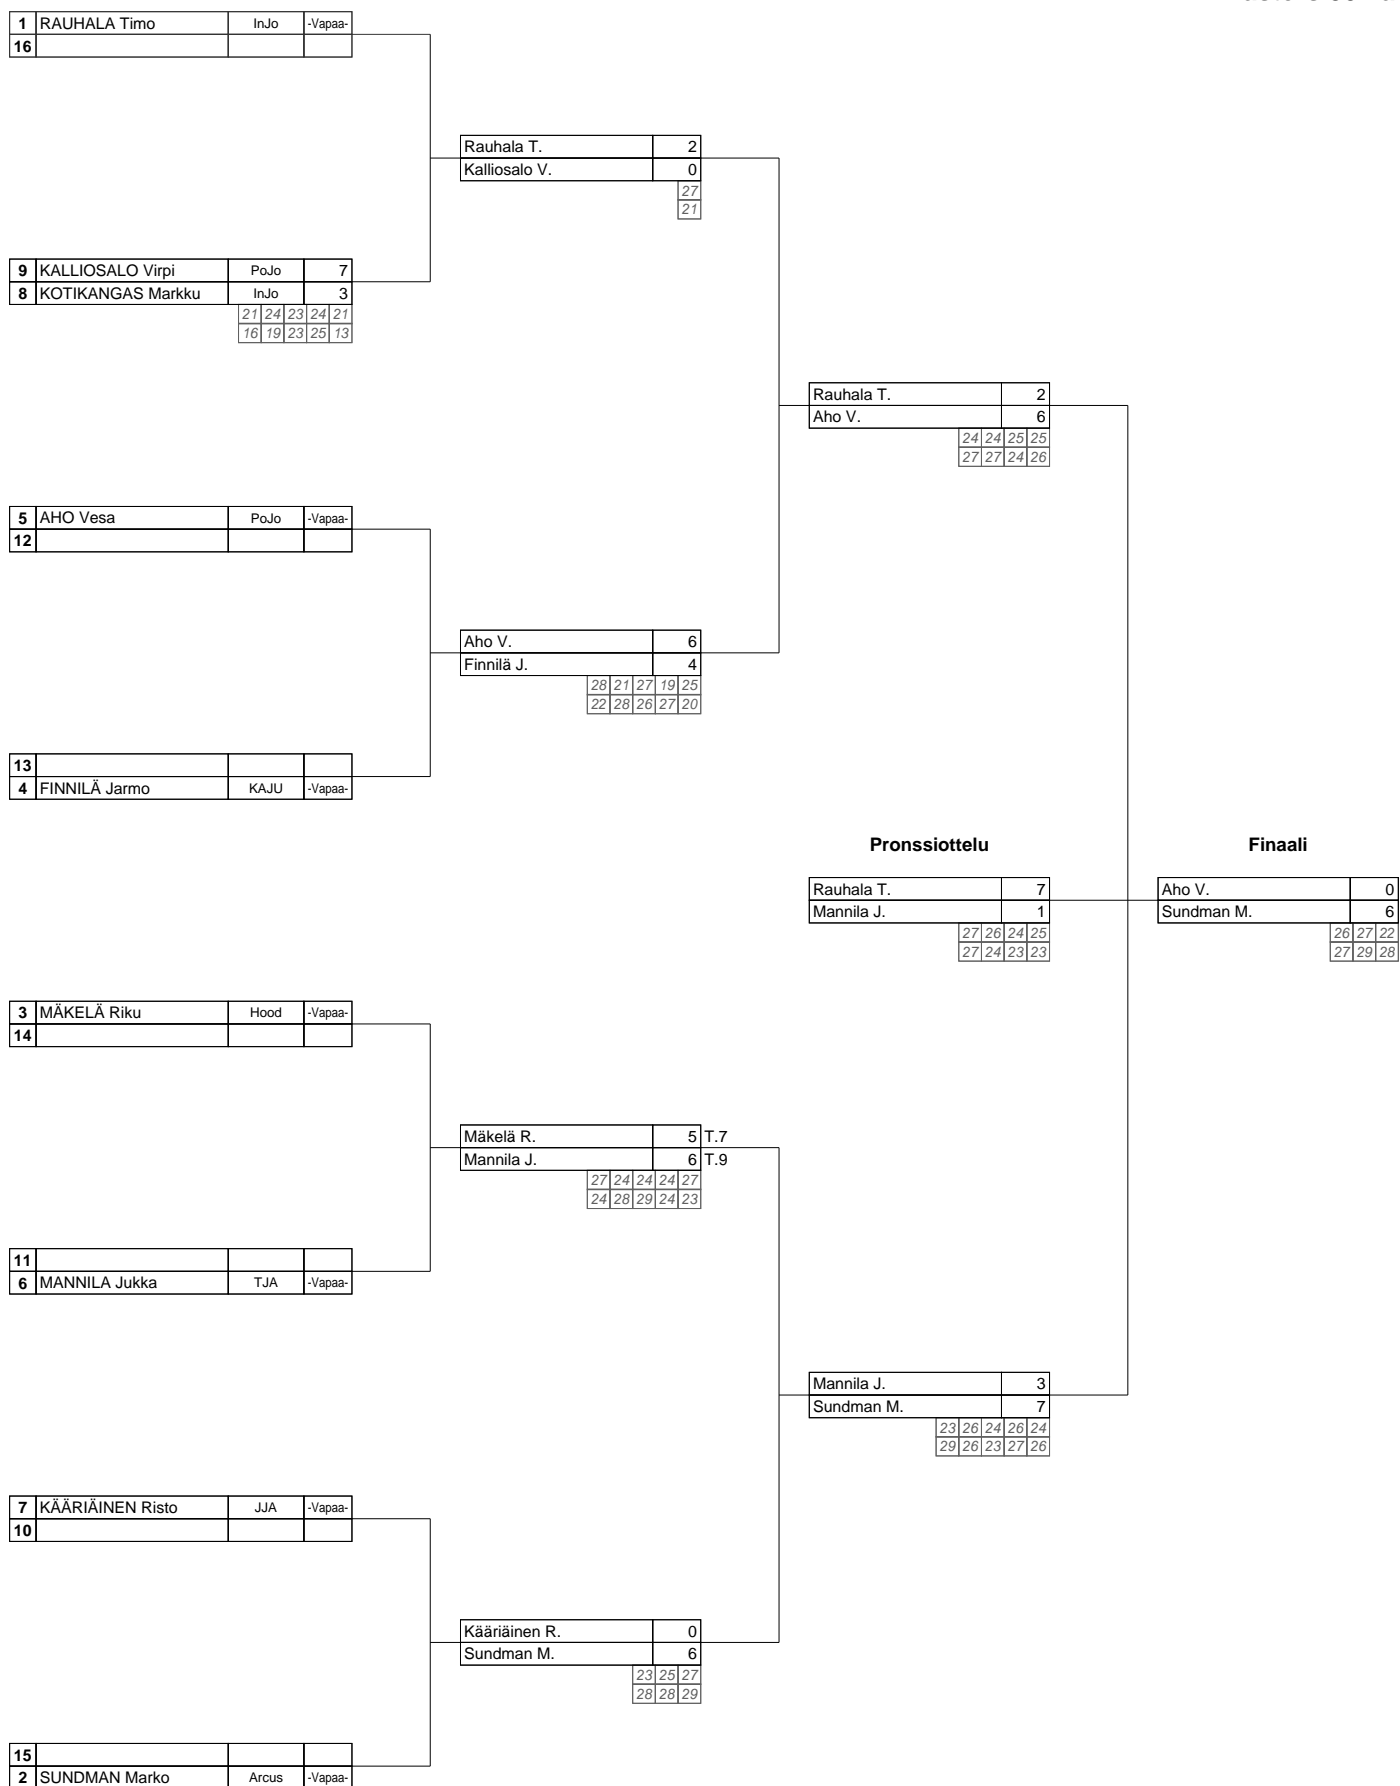 1 RAUHALA Timo InJo -Vapaa-
16
Rauhala T. 2
Kalliosalo V. 0
27
21
9 KALLIOSALO Virpi PoJo 7
8 KOTIKANGAS Markku InJo 3
21 24 23 24 21
16 19 23 25 13
Rauhala T. 2
Aho V. 6
24 24 25 25
27 27 24 26
5 AHO Vesa PoJo -Vapaa-
12
Aho V. 6
Finnilä J. 4
28 21 27 19 25
22 28 26 27 20
13
4 FINNILÄ Jarmo KAJU -Vapaa-
Pronssiottelu Finaali
Rauhala T. 7
Mannila J. 1
27 26 24 25
27 24 23 23
Aho V. 0
Sundman M. 6
26 27 22
27 29 28
3 MÄKELÄ Riku Hood -Vapaa-
14
Mäkelä R. 5 T.7
Mannila J. 6 T.9
27 24 24 24 27
24 28 29 24 23
11
6 MANNILA Jukka TJA -Vapaa-
Mannila J. 3
Sundman M. 7
23 26 24 26 24
29 26 23 27 26
7 KÄÄRIÄINEN Risto JJA -Vapaa-
10
Kääriäinen R. 0
Sundman M. 6
23 25 27
28 28 29
15
2 SUNDMAN Marko Arcus -Vapaa-